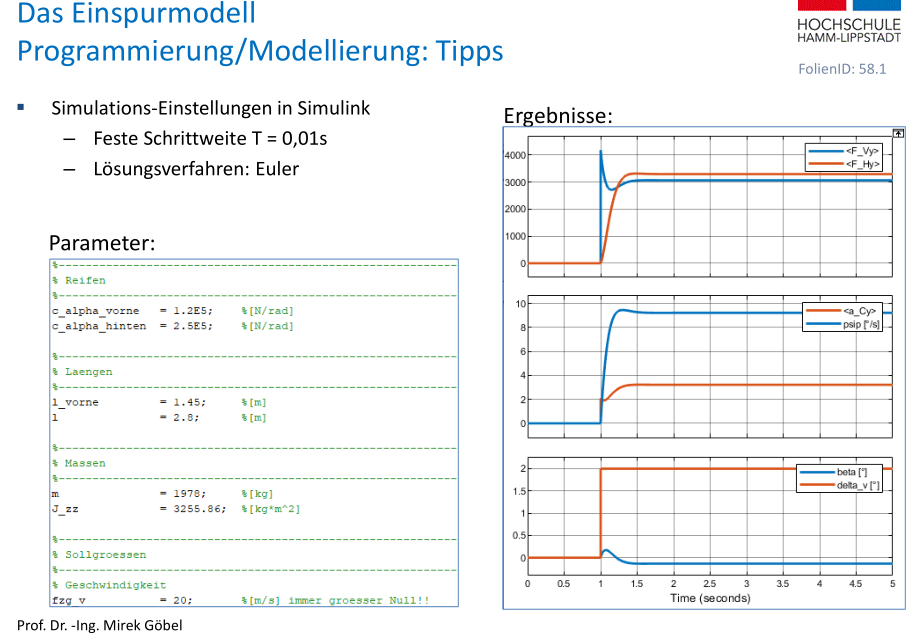 Das Einspurmodell
Programmierung/Modellierung: Tipps
HOCHSCHULE
HAMM-LIPPSTADT
FolienID: 58.1
Simulations-Einstellungen in Simulink
– Feste Schrittweite T = 0,01s
– Lösungsverfahren: Euler
Parameter:
%--------------------------------------------------------------
% Reifen
%--------------------------------------------------------------
c_alpha_vorne = 1.2E5; %[N/rad]
c_alpha_hinten = 2.5E5; %[N/rad]
%--------------------------------------------------------------
% Laengen
%--------------------------------------------------------------
l_vorne = 1.45; %[m]
l = 2.8; %[m]
%--------------------------------------------------------------
% Massen
%--------------------------------------------------------------
m = 1978; %[kg]
J_zz = 3255.86; %[kg*m^2]
%--------------------------------------------------------------
% Sollgroessen
%--------------------------------------------------------------
% Geschwindigkeit
fzg_v = 20; %[m/s] immer groesser Null!!
Ergebnisse:
<F_Vy>
<F_Hy>
4000
3000
2000
1000
0
<a_Cy>
psip [°/s]
10
8
6
4
2
0
beta [°]
delta_v [°]
2
1.5
1
0.5
0
0 0.5 1 1.5 2 2.5 3 3.5 4 4.5 5
Time (seconds)
Prof. Dr. -Ing. Mirek Göbel